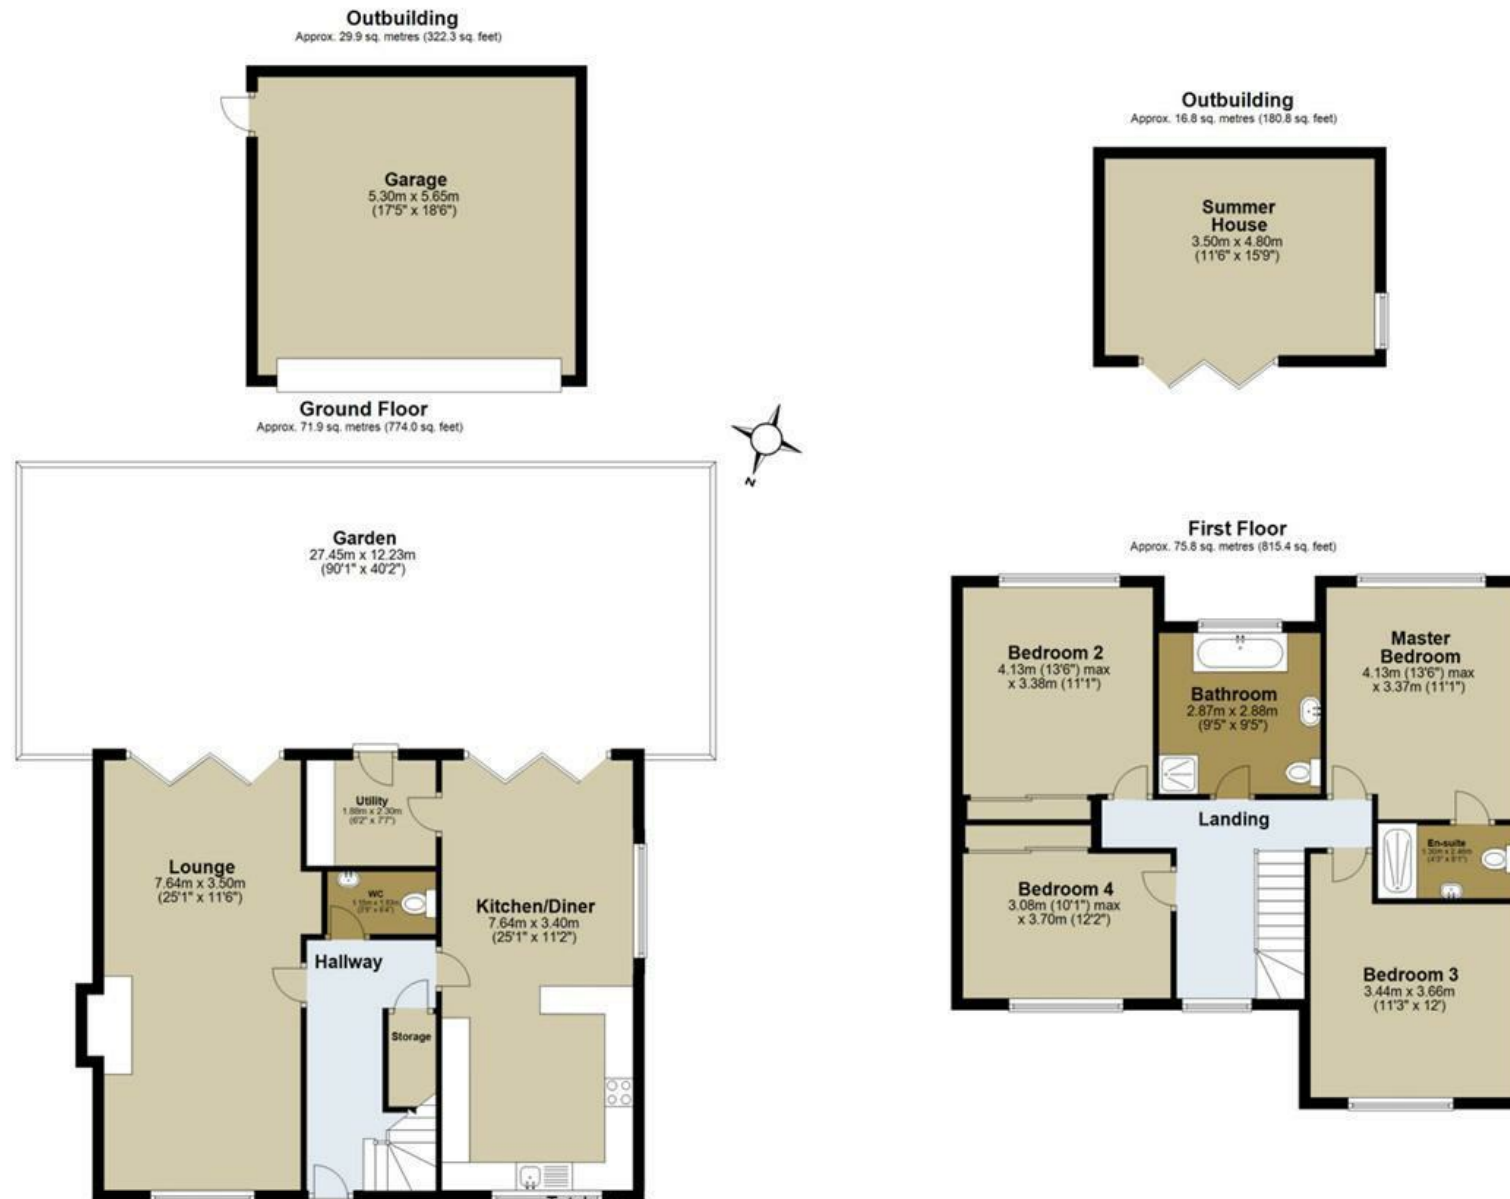 Outbuilding
Approx. 29.9 sq. metres (322.3 sq. feet)
Garage
5.30m x 5.65m
(17'5" x 18'6")
Outbuilding
Approx. 16.8 sq. metres (180.8 sq. feet)
Summer
House
3.50m x 4.80m
(11'6" x 15'9")
Ground Floor
Approx. 71.9 sq. metres (774.0 sq. feet)
N
Garden
27.45m x 12.23m
(90'1" x 40'2")
Utility
1.88m x 2.30m
(6'2" x 7'7")
Lounge
7.64m x 3.50m
(25'1" x 11'6")
WC
Kitchen/Diner
7.64m x 3.40m
(25'1" x 11'2")
Hallway
Storage
First Floor
Approx. 75.8 sq. metres (815.4 sq. feet)
Bedroom 2
4.13m (13'6") max
x 3.38m (11'1")
Bathroom
2.87m x 2.88m
(9'5" x 9'5")
Master
Bedroom
4.13m (13'6") max
x 3.37m (11'1")
Landing
En-suite
1.30m x 2.46m
(4'3" x 8'1")
Bedroom 4
3.08m (10'1") max
x 3.70m (12'2")
Bedroom 3
3.44m x 3.66m
(11'3" x 12')